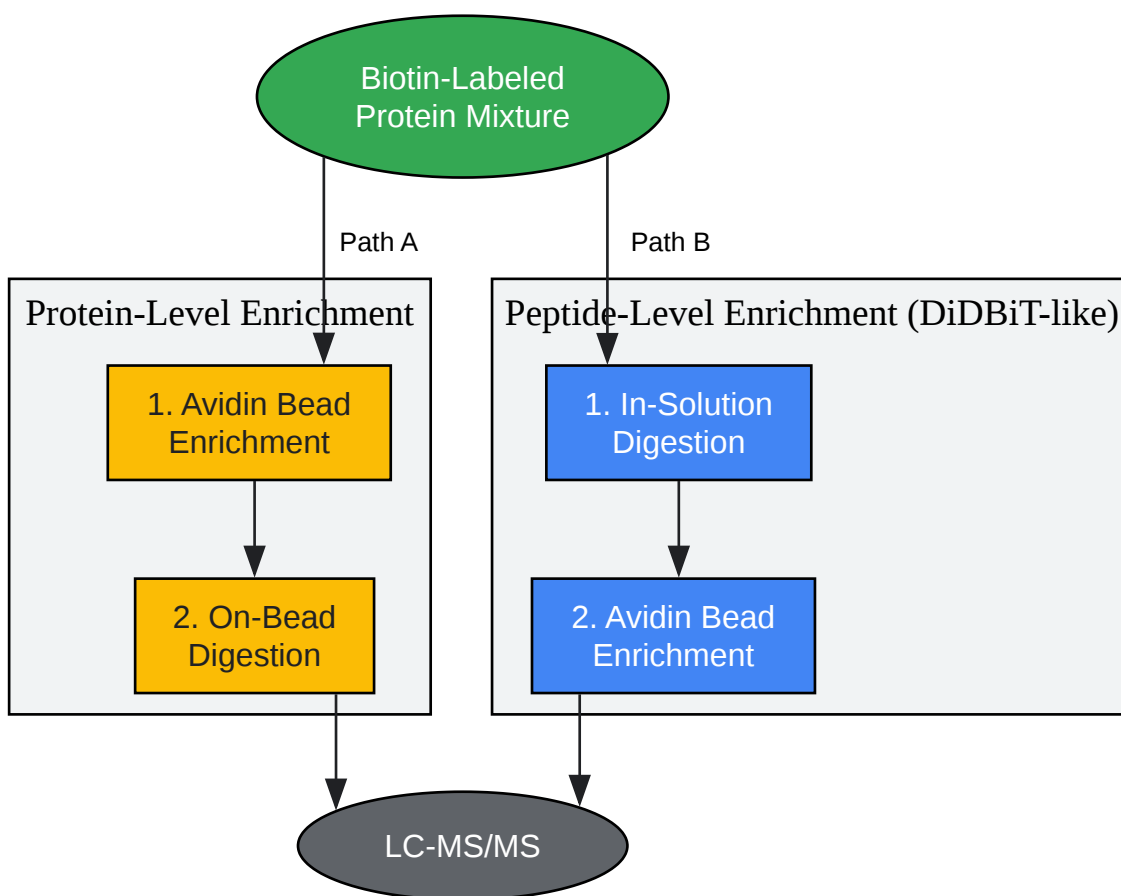 Biotin-Labeled
Protein Mixture
Path A
Path B
Protein-Level Enrichment
Peptide-Level Enrichment (DiDBiT-like)
1. Avidin Bead
Enrichment
1. In-Solution
Digestion
2. On-Bead
Digestion
2. Avidin Bead
Enrichment
LC-MS/MS